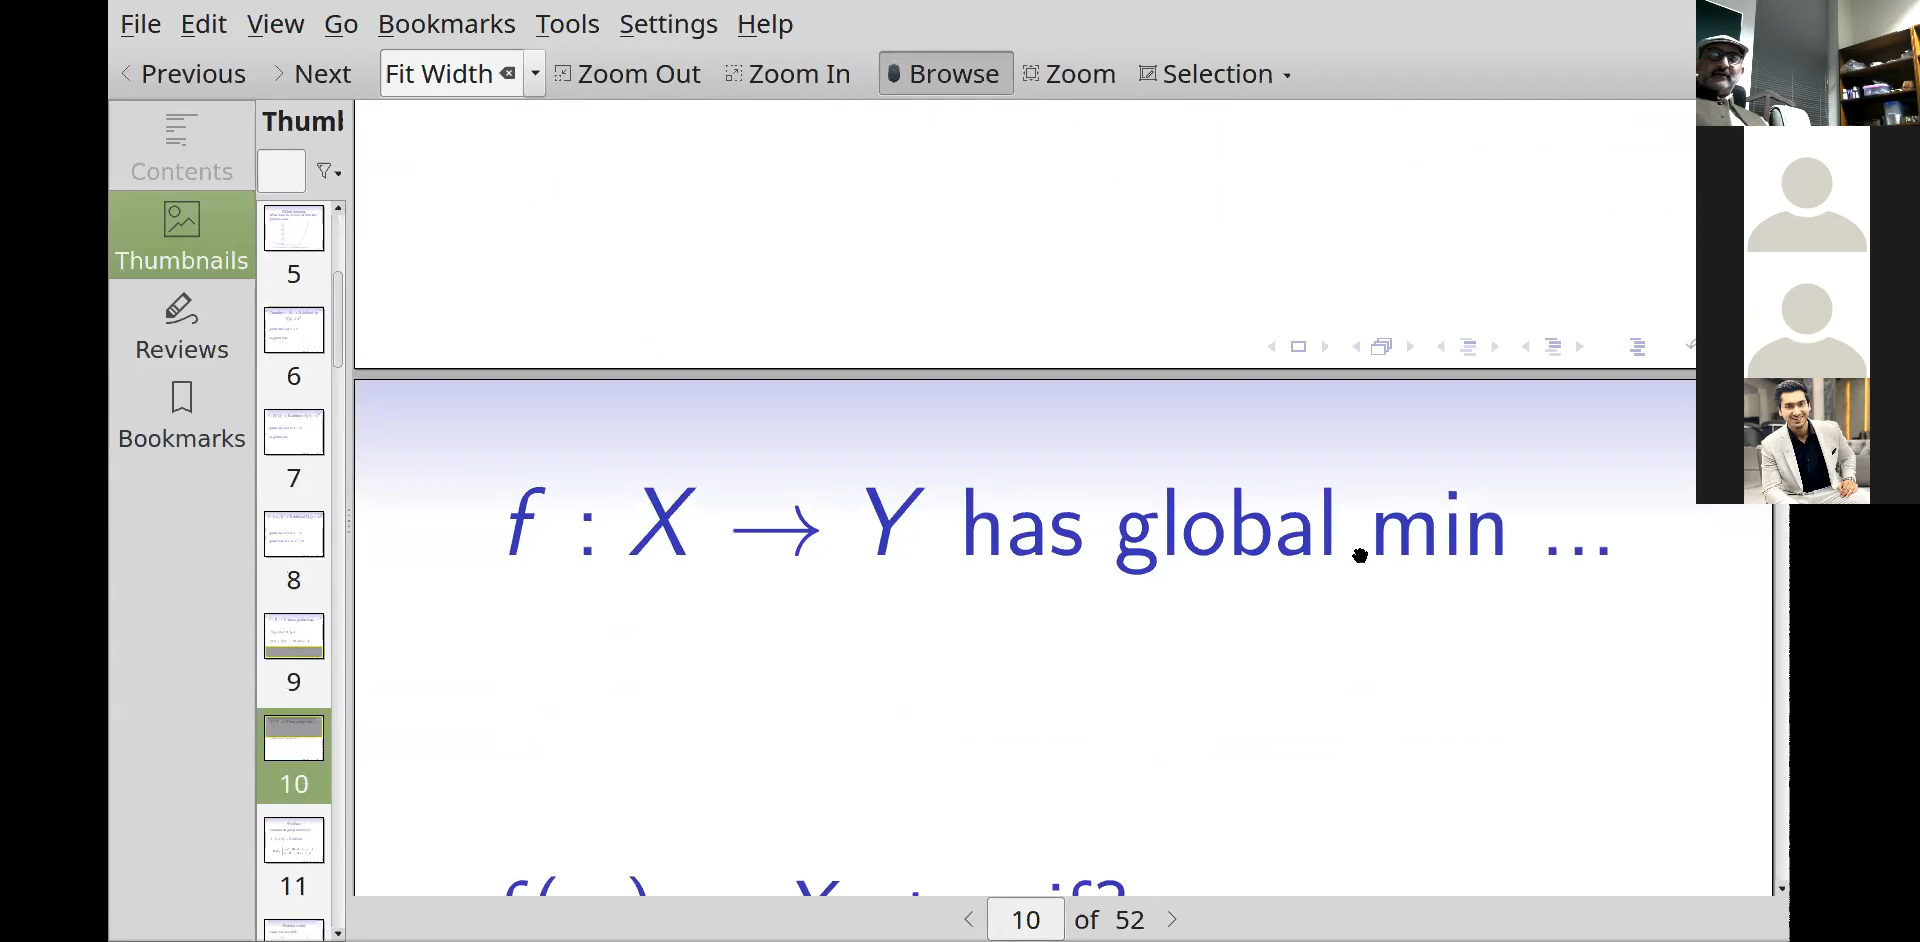 File Edit View Go Bookmarks Tools Settings Help
Previous Next Fit Width Zoom Out Zoom In Browse Zoom Selection
Contents
Thumbnails
Reviews
Bookmarks
Thuml
5
6
7
8
9
10
11
f : X → Y has global min ...
10 of 52